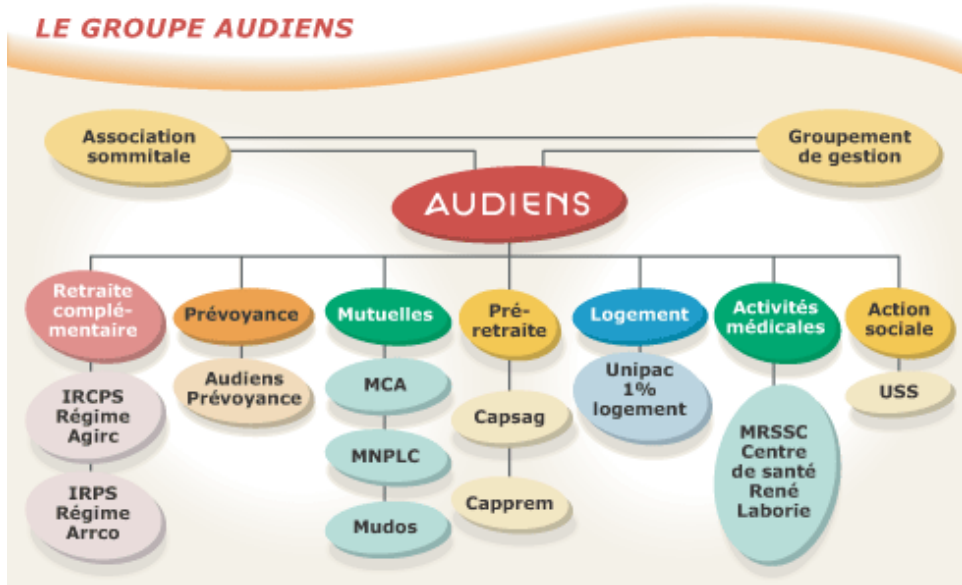 LE GROUPE AUDIENS
Association
sommitale
Groupement
de gestion
AUDIENS
Retraite
complé-
mentaire
Prévoyance
Mutuelles
Pré-
retraite
Logement
Activités
médicales
Action
sociale
IRCPS
Régime
Agirc
IRPS
Régime
Arrco
Audiens
Prévoyance
MCA
MNPLC
Mudos
Capsag
Capprem
Unipac
1%
logement
MRSSC
Centre
de santé
René
Laborie
USS